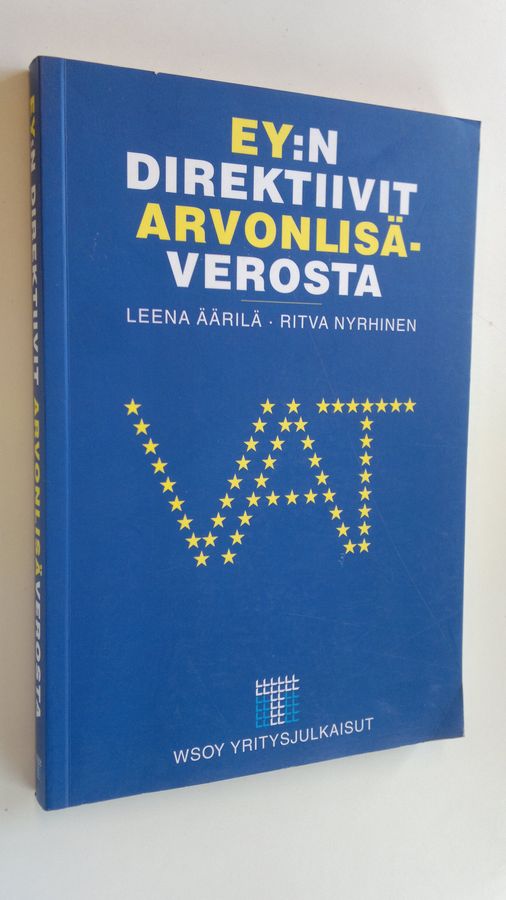 EY:N
DIREKTIIVIT
ARVONLISÄ-
VEROSTA
LEENA ÄÄRILÄ · RITVA NYRHINEN
VAT
WSOY YRITYSJULKAISUT
EY:N DIREKTIIVIT ARVONLISÄVEROSTA